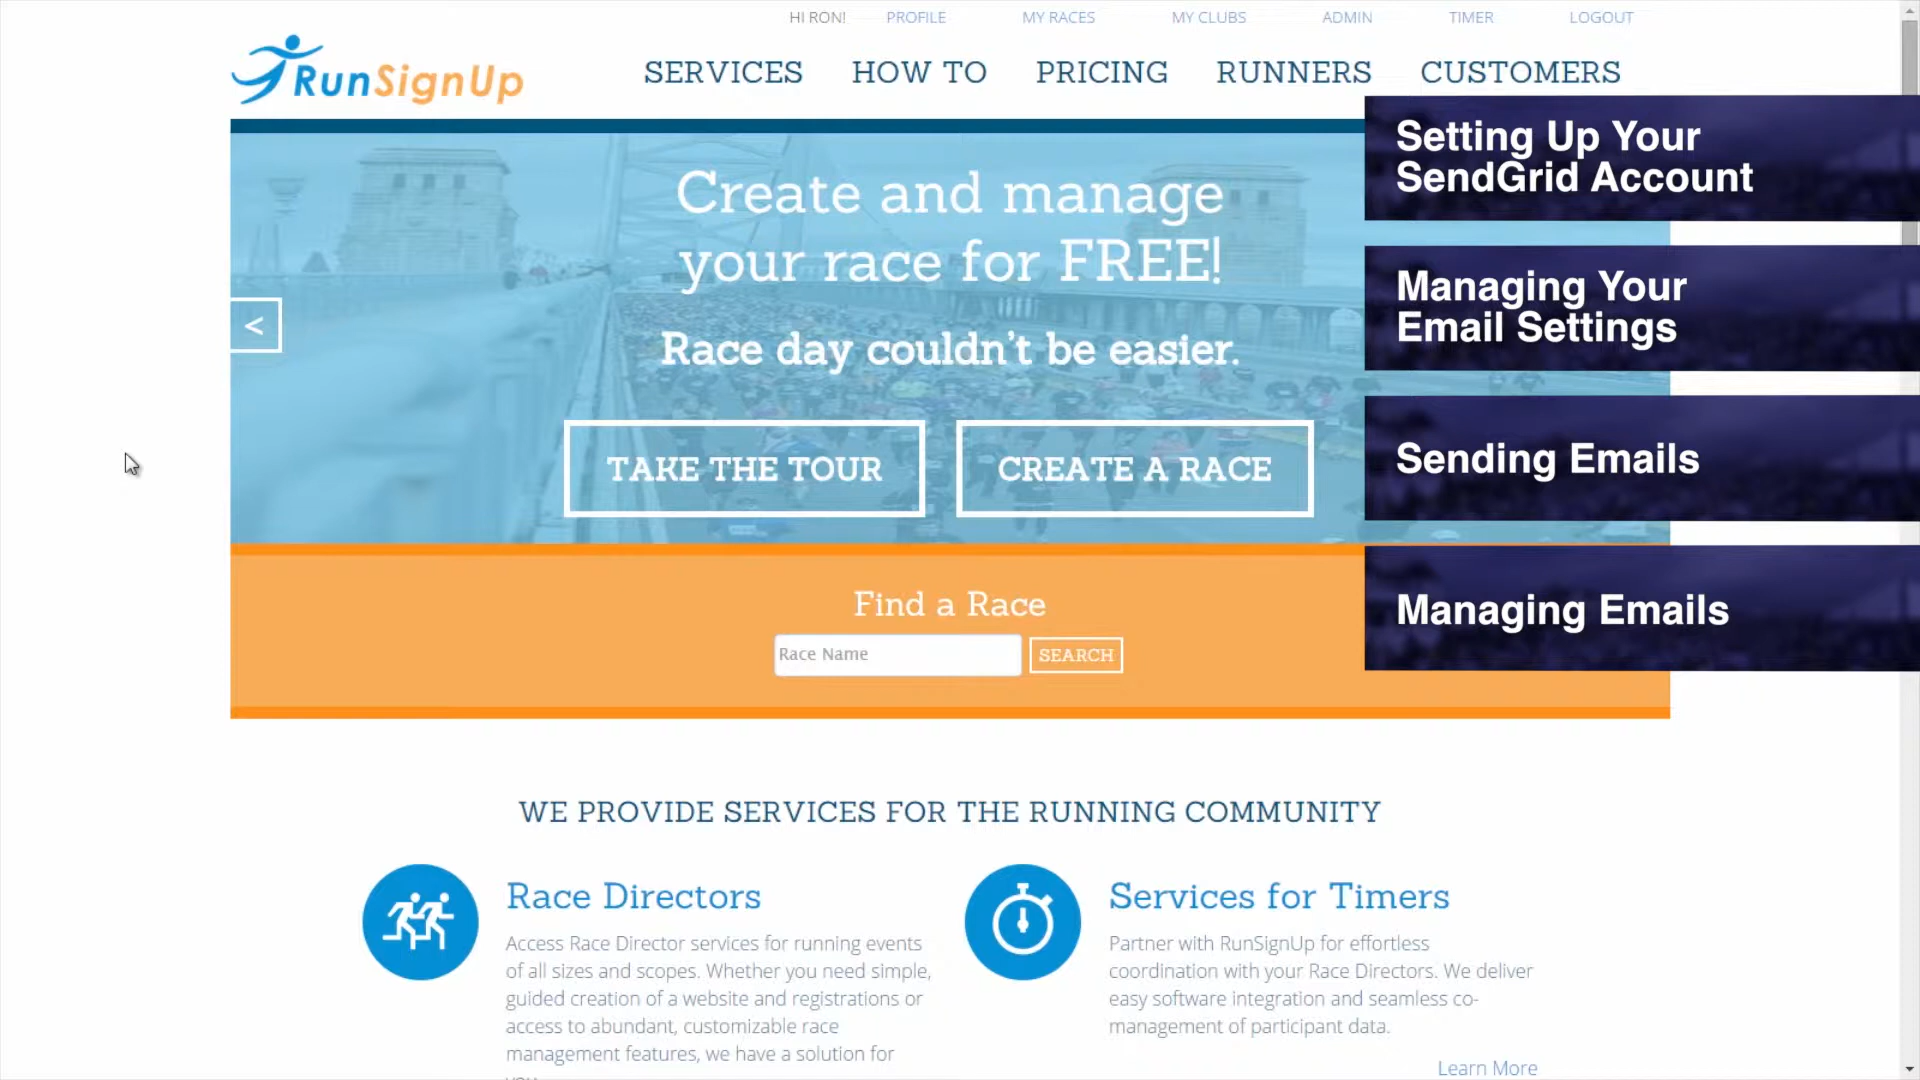 HI RON! PROFILE MY RACES MY CLUBS ADMIN TIMER LOGOUT
RunSignUp
SERVICES HOW TO PRICING RUNNERS CUSTOMERS
Create and manage
your race for FREE!
Race day couldn't be easier.
<
TAKE THE TOUR
CREATE A RACE
Setting Up Your
SendGrid Account
Managing Your
Email Settings
Sending Emails
Managing Emails
Find a Race
Race Name
SEARCH
WE PROVIDE SERVICES FOR THE RUNNING COMMUNITY
Race Directors
Access Race Director services for running events
of all sizes and scopes. Whether you need simple,
guided creation of a website and registrations or
access to abundant, customizable race
management features, we have a solution for
Services for Timers
Partner with RunSignUp for effortless
coordination with your Race Directors. We deliver
easy software integration and seamless co-
management of participant data.
Learn More